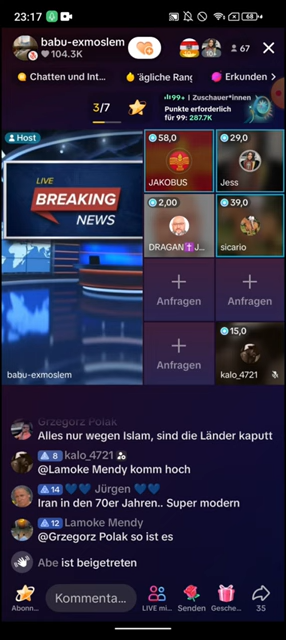 23:17
68
babu-exmoslem
104.3K
10+
67
Chatten und Int...
ägliche Rang
Erkunden
3/7
99+ | Zuschauer*innen
Punkte erforderlich
für 99: 287.7K
Host
LIVE
BREAKING
NEWS
babu-exmoslem
58,0
JAKOBUS
29,0
Jess
2,00
DRAGAN✝️J...
39,0
sicario
Anfragen
Anfragen
Anfragen
15,0
kalo_4721
Grzegorz Polak
Alles nur wegen Islam, sind die Länder kaputt
8 kalo_4721
@Lamoke Mendy komm hoch
14 💙💙 Jürgen 💙💙
Iran in den 70er Jahren.. Super modern
12 Lamoke Mendy
@Grzegorz Polak so ist es
Abe ist beigetreten
Kommenta...
Abonn...
LIVE mi...
Senden
Gesche...
35